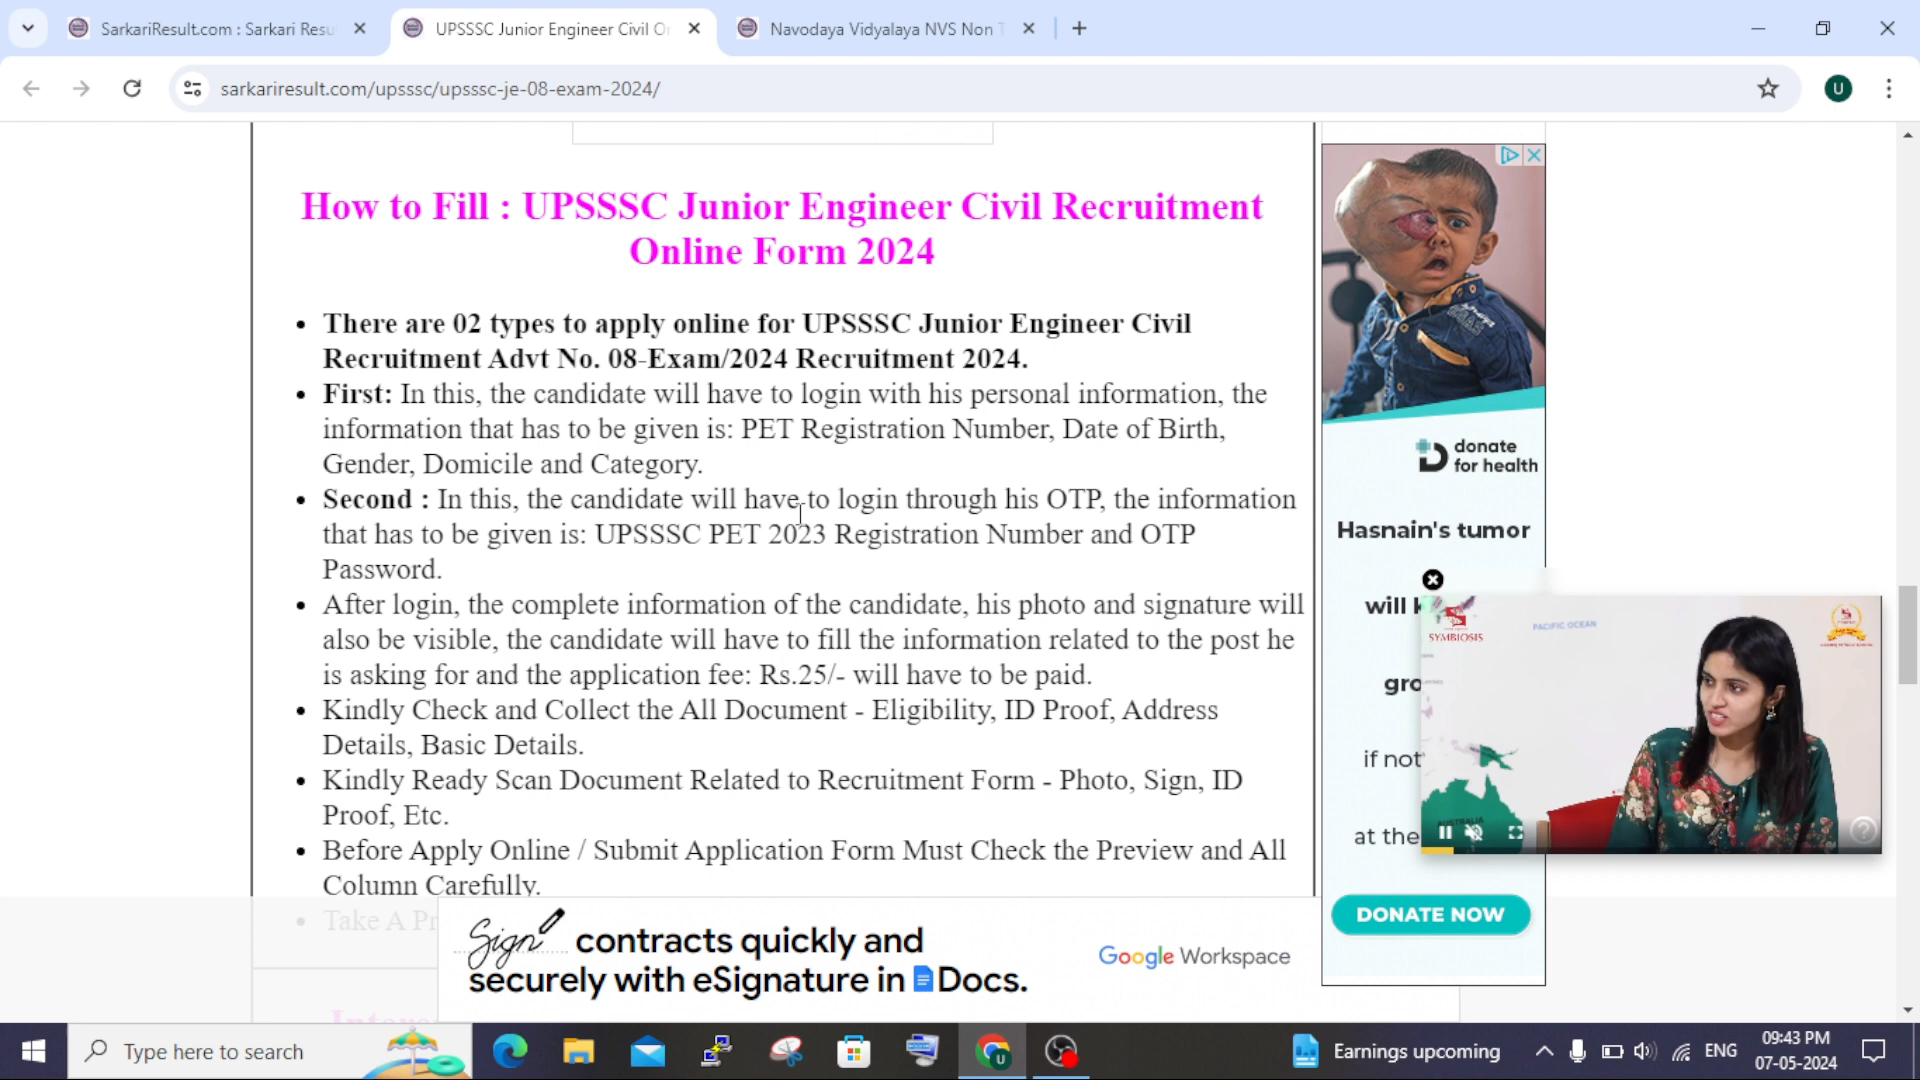 SarkariResult.com : Sarkari Resu
UPSSSC Junior Engineer Civil O
Navodaya Vidyalaya NVS Non T
sarkariresult.com/upsssc/upsssc-je-08-exam-2024/
U
How to Fill : UPSSSC Junior Engineer Civil Recruitment
Online Form 2024
• There are 02 types to apply online for UPSSSC Junior Engineer Civil
Recruitment Advt No. 08-Exam/2024 Recruitment 2024.
• First: In this, the candidate will have to login with his personal information, the
information that has to be given is: PET Registration Number, Date of Birth,
Gender, Domicile and Category.
• Second : In this, the candidate will have to login through his OTP, the information
that has to be given is: UPSSSC PET 2023 Registration Number and OTP
Password.
• After login, the complete information of the candidate, his photo and signature will
also be visible, the candidate will have to fill the information related to the post he
is asking for and the application fee: Rs.25/- will have to be paid.
• Kindly Check and Collect the All Document - Eligibility, ID Proof, Address
Details, Basic Details.
• Kindly Ready Scan Document Related to Recruitment Form - Photo, Sign, ID
Proof, Etc.
• Before Apply Online / Submit Application Form Must Check the Preview and All
Column Carefully.
• Take A Pr
donate
for health
Hasnain's tumor
will k
gro
if not
at the
DONATE NOW
SYMBIOSIS
PACIFIC OCEAN
AUSTRALIA
Sign contracts quickly and
securely with eSignature in Docs.
Google Workspace
Type here to search
Earnings upcoming
ENG
09:43 PM
07-05-2024